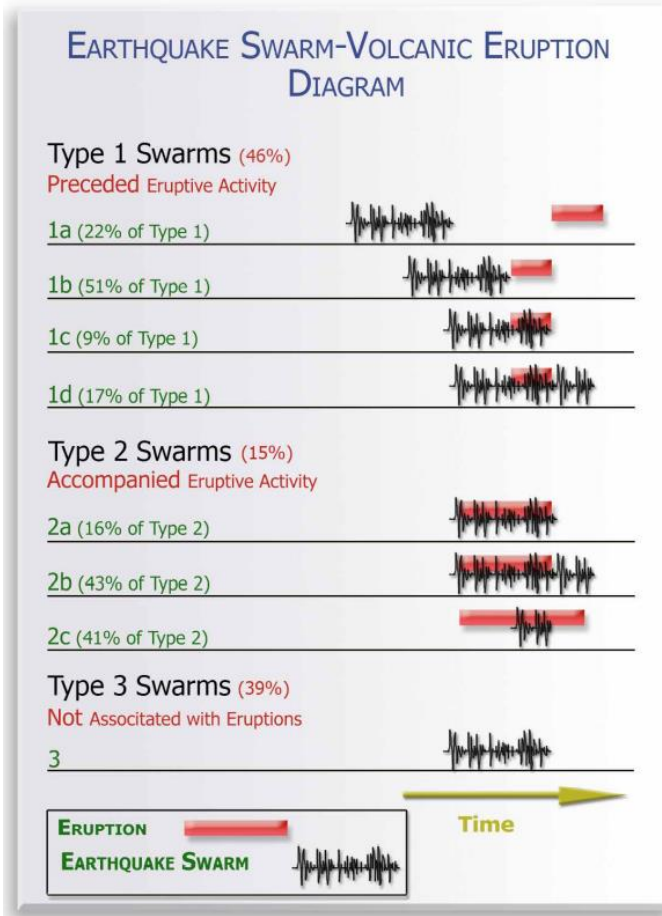 EARTHQUAKE SWARM-VOLCANIC ERUPTION
DIAGRAM
Type 1 Swarms (46%)
Preceded Eruptive Activity
1a (22% of Type 1)
1b (51% of Type 1)
1c (9% of Type 1)
1d (17% of Type 1)
Type 2 Swarms (15%)
Accompanied Eruptive Activity
2a (16% of Type 2)
2b (43% of Type 2)
2c (41% of Type 2)
Type 3 Swarms (39%)
Not Associtated with Eruptions
3
Time
ERUPTION
EARTHQUAKE SWARM